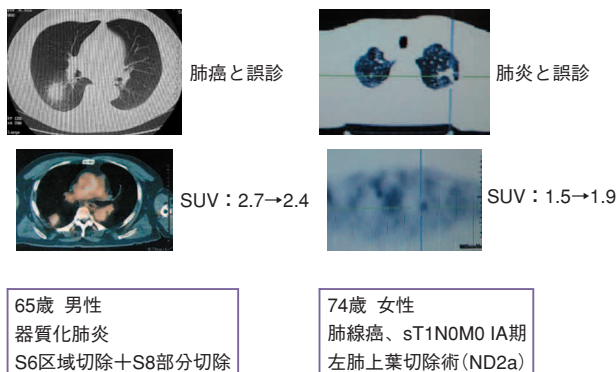 肺癌と誤診
肺炎と誤診
SUV：2.7→2.4
SUV：1.5→1.9
65歳 男性
器質化肺炎
S6区域切除＋S8部分切除
74歳 女性
肺線癌、sT1N0M0 IA期
左肺上葉切除術(ND2a)